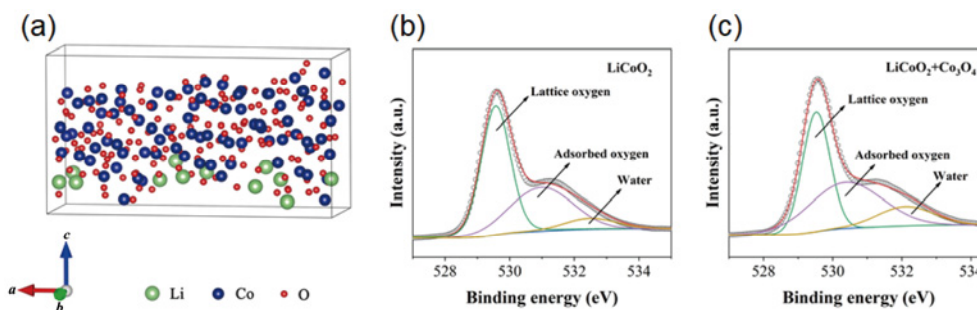 (a)
c
a
b
Li
Co
O
(b)
LiCoO2
Lattice oxygen
Adsorbed oxygen
Water
Intensity (a.u.)
528 530 532 534
Binding energy (eV)
(c)
LiCoO2+Co3O4
Lattice oxygen
Adsorbed oxygen
Water
Intensity (a.u.)
528 530 532 534
Binding energy (eV)